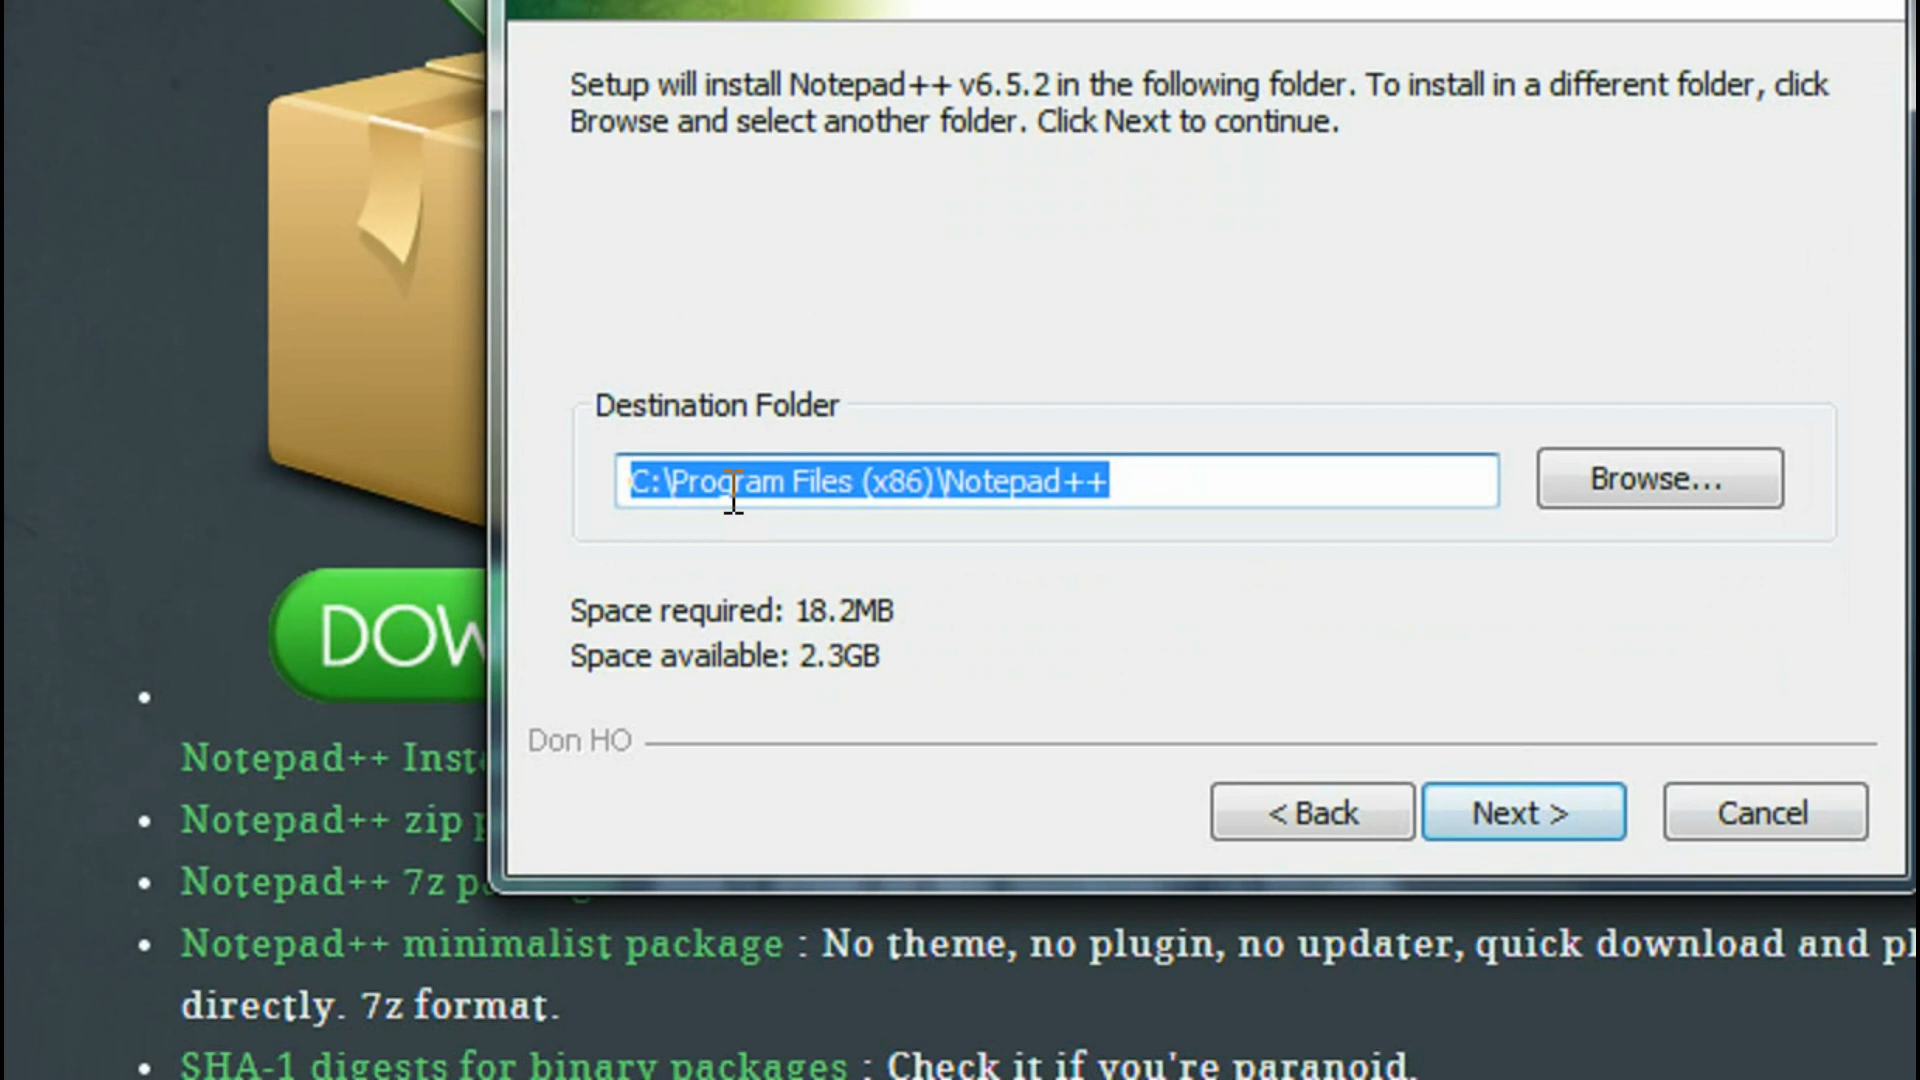 Setup will install Notepad++ v6.5.2 in the following folder. To install in a different folder, click
Browse and select another folder. Click Next to continue.
Destination Folder
C:\Program Files (x86)\Notepad++
Browse...
Space required: 18.2MB
Space available: 2.3GB
Don HO
< Back
Next >
Cancel
Notepad++
Notepad++ zip
Notepad++ 7z
Notepad++ minimalist package : No theme, no plugin, no updater, quick download and
directly. 7z format.
SHA-1 digests for binary packages : Check it if you're paranoid.